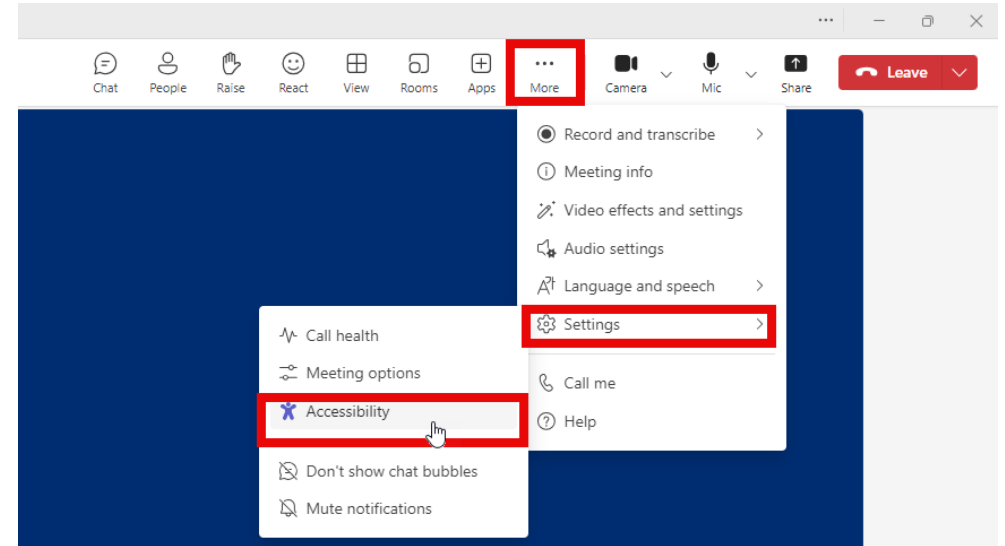 Chat People Raise React View Rooms Apps More Camera Mic Share Leave
Record and transcribe
Meeting info
Video effects and settings
Audio settings
Language and speech
Settings
Call me
Help
Call health
Meeting options
Accessibility
Don't show chat bubbles
Mute notifications